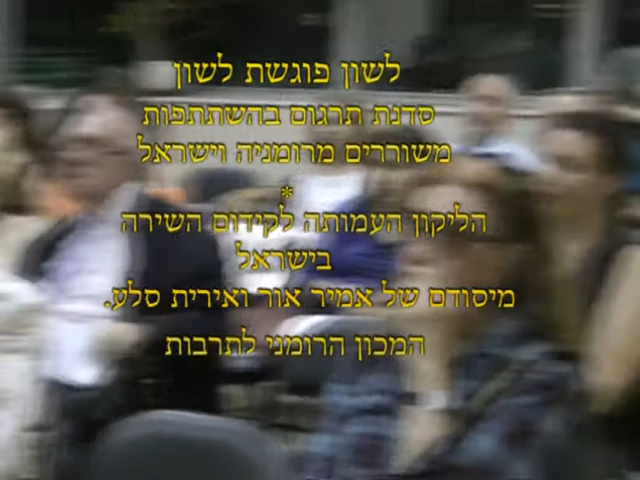 לשון פוגשת לשון
סדנת תרגום בהשתתפות
משוררים מרומניה וישראל
*
הליקון העמותה לקידום השירה
בישראל
מיסודם של אמיר אור ואירית סלע.
המכון הרומני לתרבות